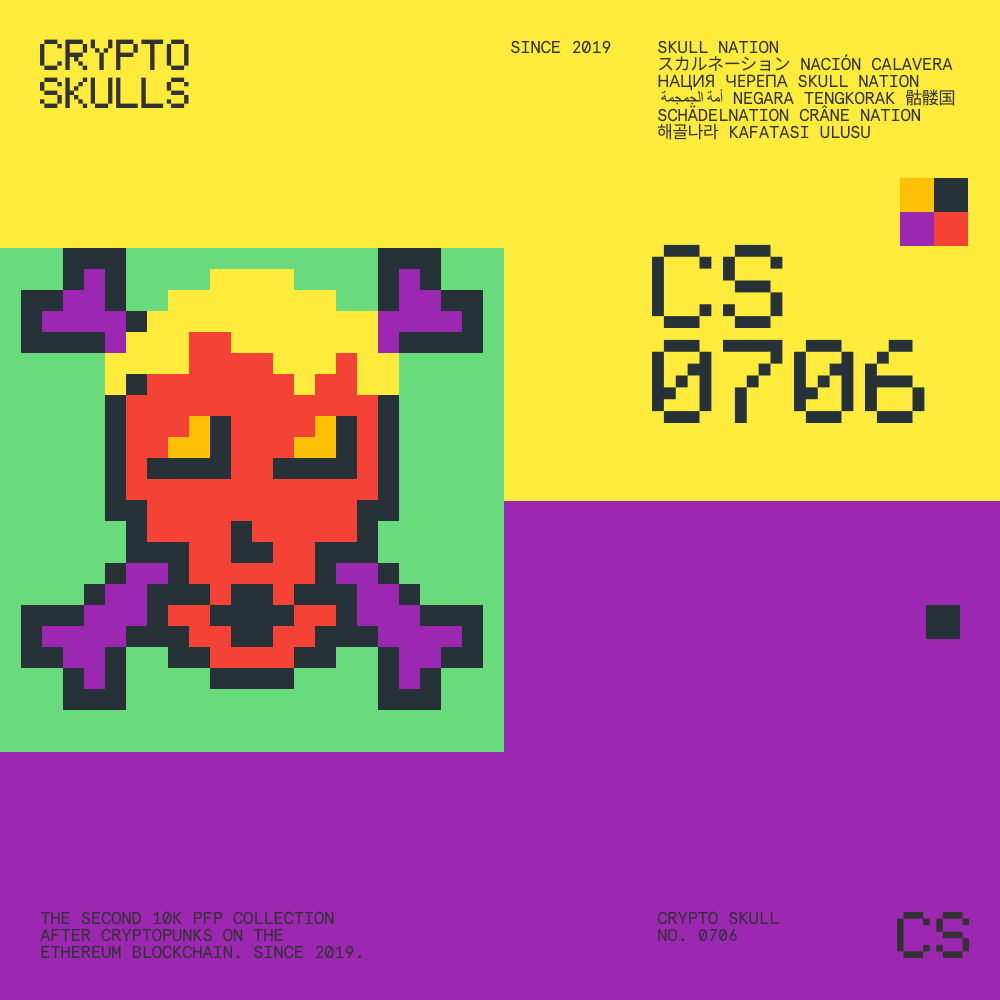 CRYPTO
SKULLS
SINCE 2019
SKULL NATION
スカルネーション NACIÓN CALAVERA
НАЦИЯ ЧЕРЕПА SKULL NATION
أمة الجمجمة NEGARA TENGKORAK 骷髅国
SCHÄDELNATION CRÂNE NATION
해골나라 KAFATASI ULUSU
CS
0706
THE SECOND 10K PFP COLLECTION
AFTER CRYPTOPUNKS ON THE
ETHEREUM BLOCKCHAIN. SINCE 2019.
CRYPTO SKULL
NO. 0706
CS